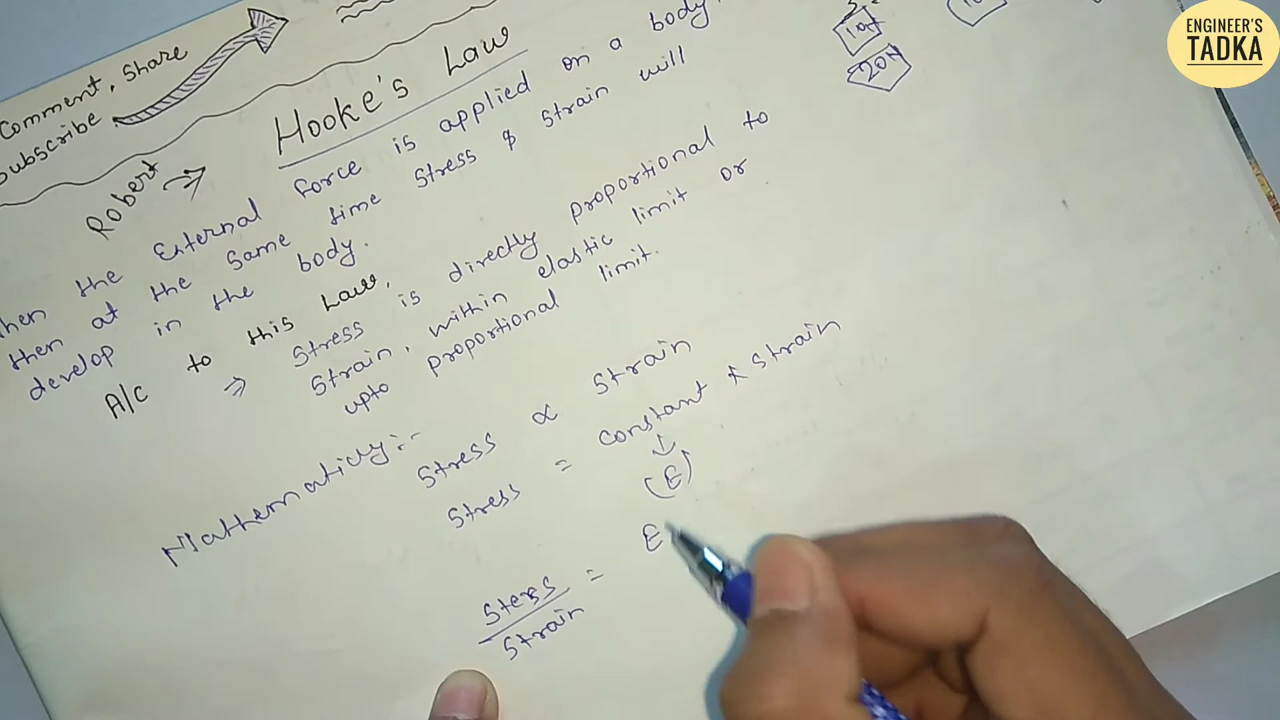 Comment, Share
Subscribe
ENGINEER'S
TADKA
10N
20N
Hooke's Law
Robert ⇒
hen the External force is applied on a body
then at the same time stress & strain will
develop in the body.
A/c to this Law,
⇒ Stress is directly proportional to
Strain, within elastic limit or
upto proportional limit.
Mathematicly:-
Stress ∝ Strain
Stress = Constant * Strain
↓
(E)
Stess/Strain = E